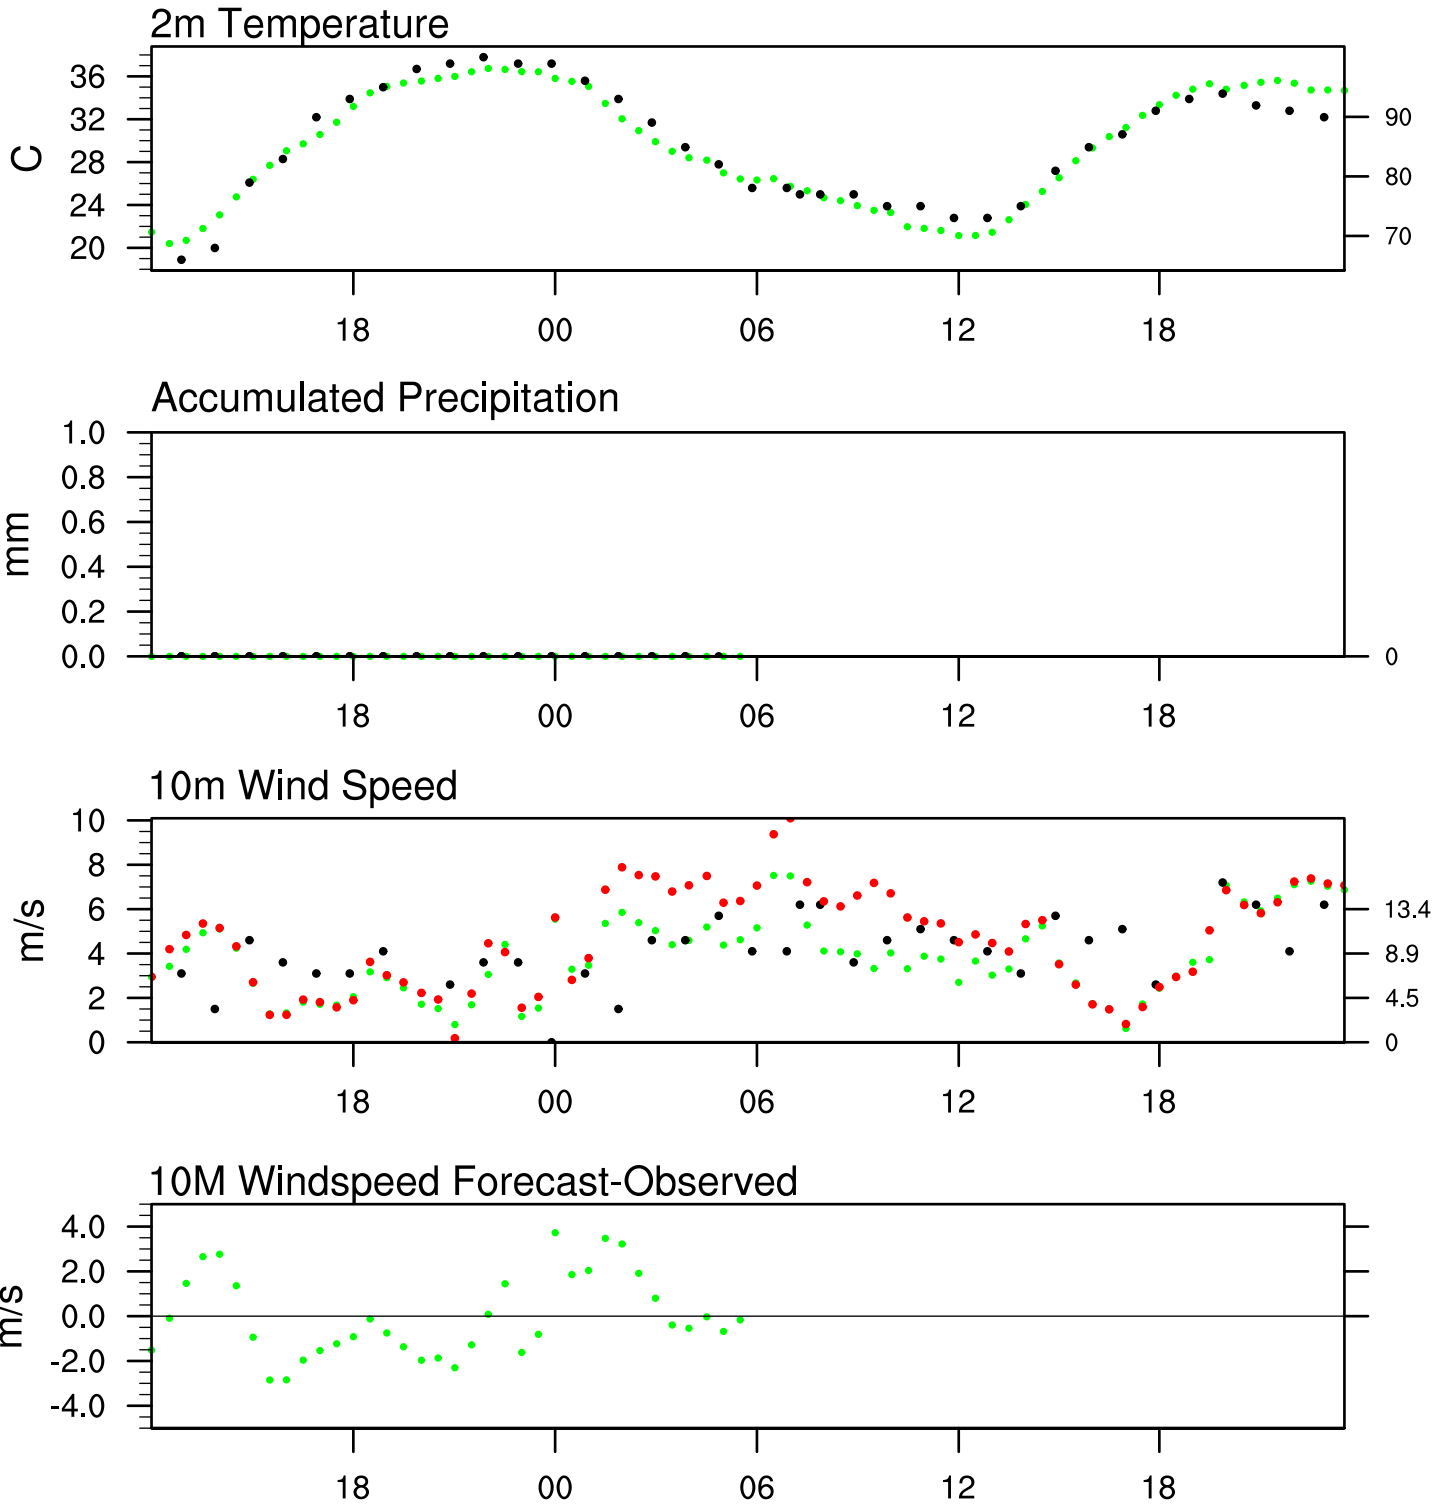 2m Temperature
C
36
32
28
24
20
90
80
70
18 00 06 12 18
Accumulated Precipitation
mm
1.0
0.8
0.6
0.4
0.2
0.0
0
18 00 06 12 18
10m Wind Speed
m/s
10
8
6
4
2
0
13.4
8.9
4.5
0
18 00 06 12 18
10M Windspeed Forecast-Observed
m/s
4.0
2.0
0.0
-2.0
-4.0
18 00 06 12 18